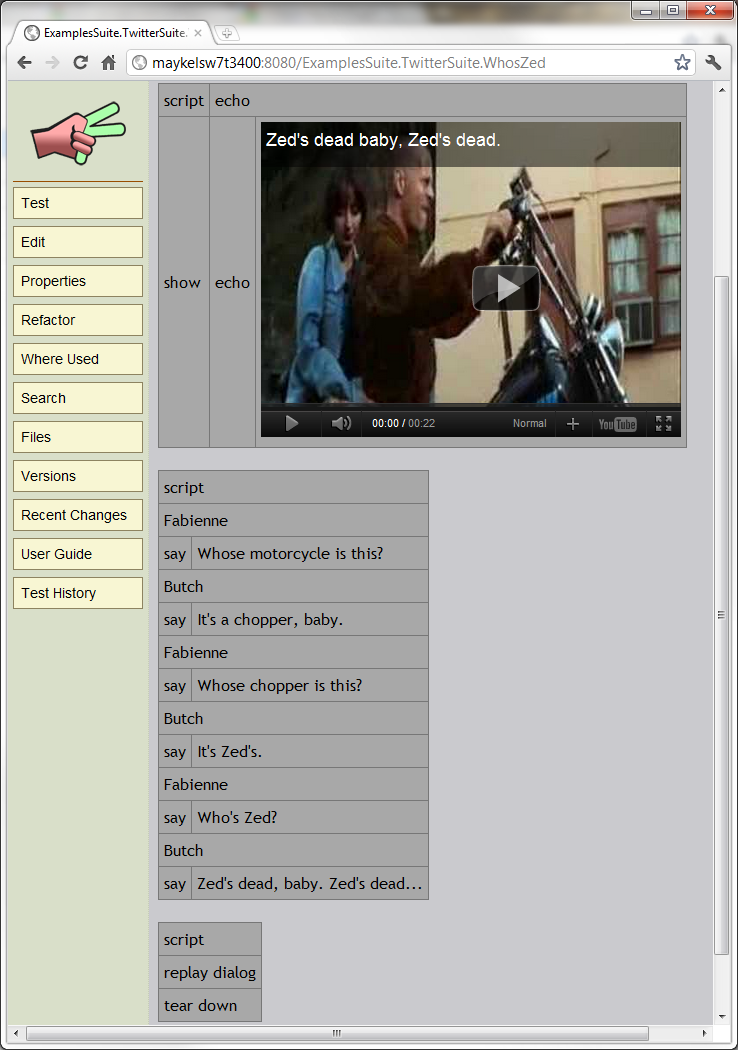 ExamplesSuite.TwitterSuite.
maykelsw7t3400:8080/ExamplesSuite.TwitterSuite.WhosZed
Test
Edit
Properties
Refactor
Where Used
Search
Files
Versions
Recent Changes
User Guide
Test History
script echo
show echo
Zed's dead baby, Zed's dead.
00:00 / 00:22 Normal YouTube
script
Fabienne
say Whose motorcycle is this?
Butch
say It's a chopper, baby.
Fabienne
say Whose chopper is this?
Butch
say It's Zed's.
Fabienne
say Who's Zed?
Butch
say Zed's dead, baby. Zed's dead...
script
replay dialog
tear down